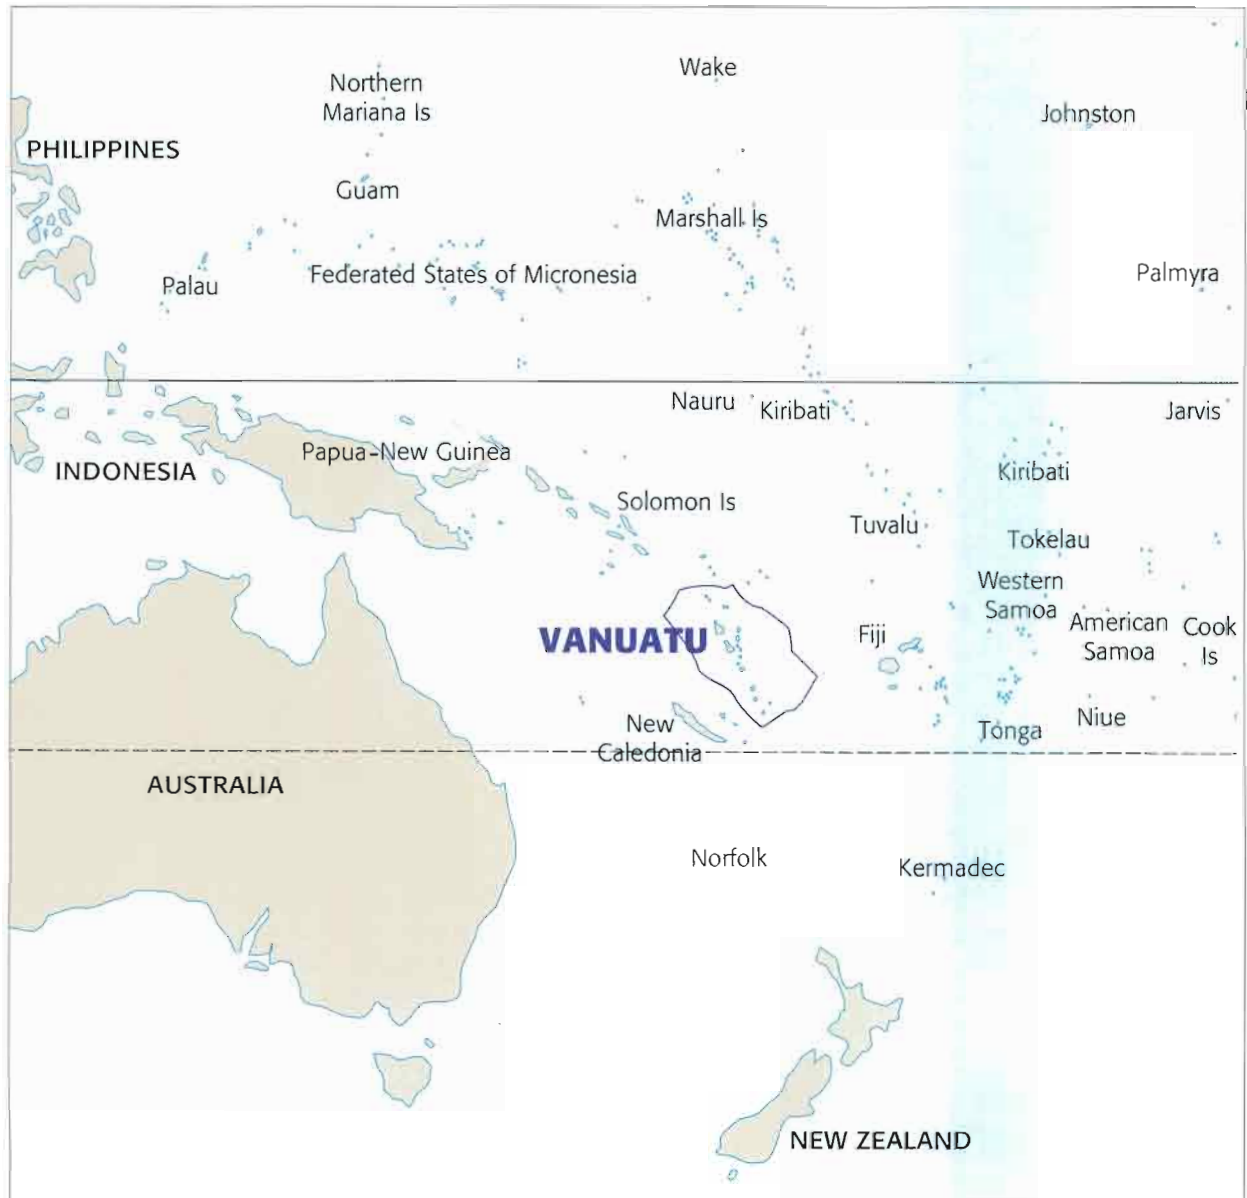 Wake
Northern
Mariana Is
Johnston
PHILIPPINES
Guam
Marshall Is
Federated States of Micronesia
Palmyra
Palau
Nauru
Kiribati
Jarvis
Papua-New Guinea
INDONESIA
Kiribati
Solomon Is
Tuvalu
Tokelau
Western
Samoa
American
Samoa
Cook
Is
Fiji
VANUATU
New
Caledonia
Tonga
Niue
AUSTRALIA
Norfolk
Kermadec
NEW ZEALAND